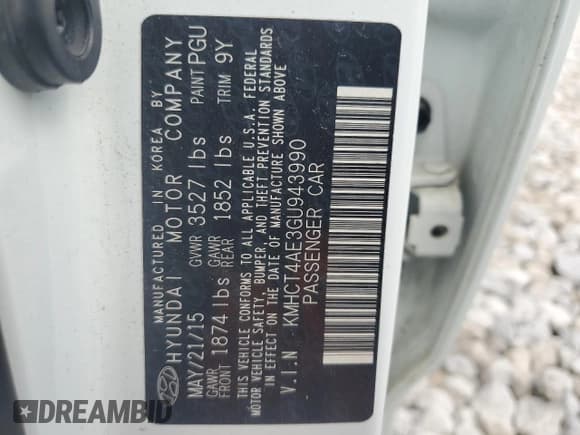 MANUFACTURED IN KOREA BY
HYUNDAI MOTOR COMPANY
MAY/21/15 GVWR 3527 lbs PAINT PGU
GAWR FRONT 1874 lbs GAWR REAR 1852 lbs TRIM 9Y
THIS VEHICLE CONFORMS TO ALL APPLICABLE U.S.A. FEDERAL
MOTOR VEHICLE SAFETY, BUMPER, AND THEFT PREVENTION STANDARDS
IN EFFECT ON THE DATE OF MANUFACTURE SHOWN ABOVE
V.I.N - KMHCT4AE3GU943990
PASSENGER CAR
DREAMBID